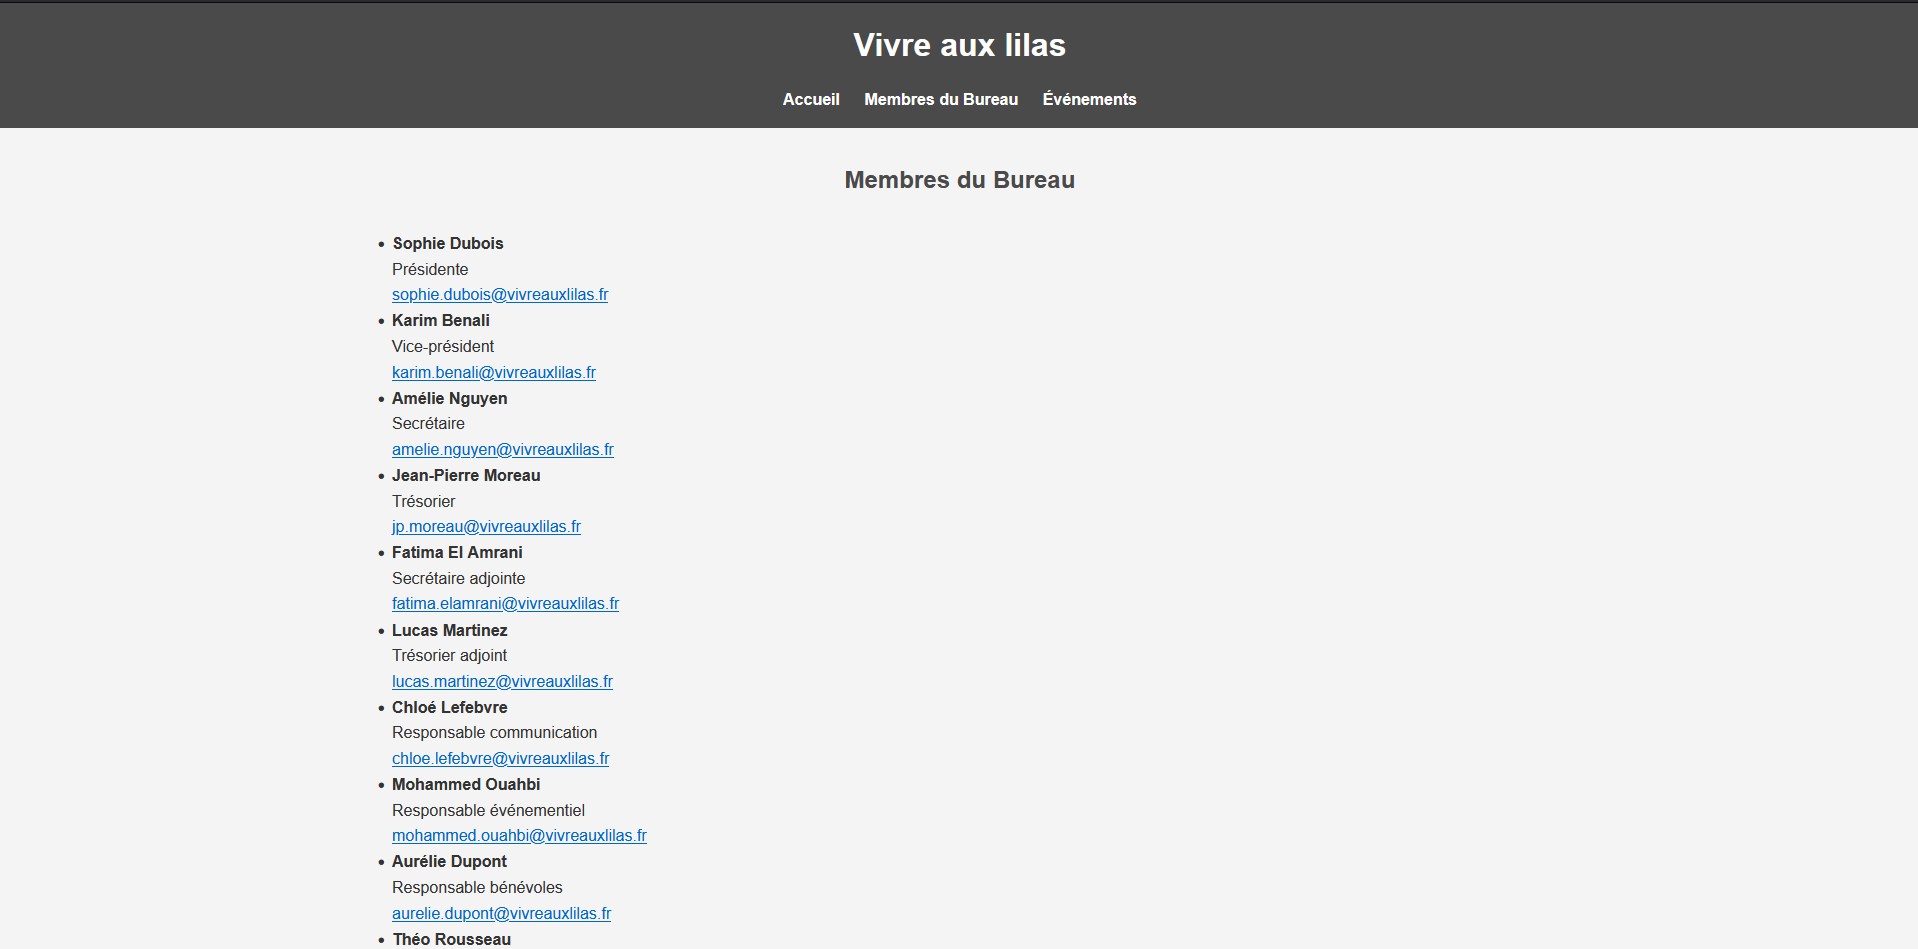 Vivre aux lilas
Accueil Membres du Bureau Événements
Membres du Bureau
• Sophie Dubois
Présidente
sophie.dubois@vivreauxlilas.fr
• Karim Benali
Vice-président
karim.benali@vivreauxlilas.fr
• Amélie Nguyen
Secrétaire
amelie.nguyen@vivreauxlilas.fr
• Jean-Pierre Moreau
Trésorier
jp.moreau@vivreauxlilas.fr
• Fatima El Amrani
Secrétaire adjointe
fatima.elamrani@vivreauxlilas.fr
• Lucas Martinez
Trésorier adjoint
lucas.martinez@vivreauxlilas.fr
• Chloé Lefebvre
Responsable communication
chloe.lefebvre@vivreauxlilas.fr
• Mohammed Ouahbi
Responsable événementiel
mohammed.ouahbi@vivreauxlilas.fr
• Aurélie Dupont
Responsable bénévoles
aurelie.dupont@vivreauxlilas.fr
• Théo Rousseau